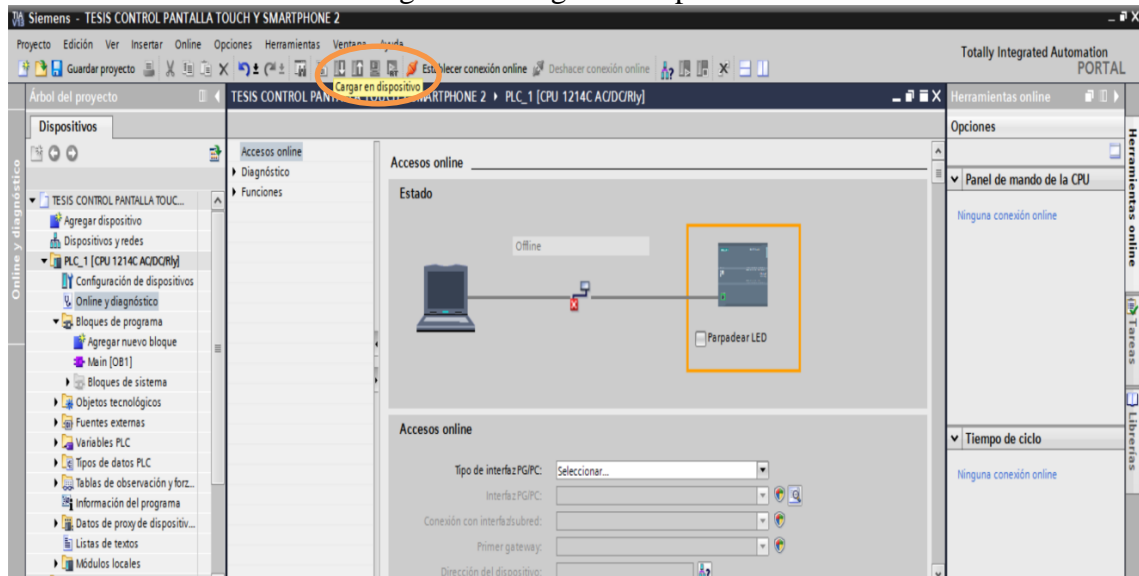 Siemens - TESIS CONTROL PANTALLA TOUCH Y SMARTPHONE 2
Proyecto Edición Ver Insertar Online Opciones Herramientas Ventana Ayuda
Totally Integrated Automation
PORTAL
Guardar proyecto Establecer conexión online Deshacer conexión online
Cargar en dispositivo
Árbol del proyecto
TESIS CONTROL PANTALLA TOUCH Y SMARTPHONE 2 PLC_1 [CPU 1214C AC/DC/Rly]
Herramientas online
Dispositivos
Opciones
Online y diagnóstico
TESIS CONTROL PANTALLA TOUC...
Agregar dispositivo
Dispositivos y redes
PLC_1 [CPU 1214C AC/DC/Rly]
Configuración de dispositivos
Online y diagnóstico
Bloques de programa
Agregar nuevo bloque
Main [OB1]
Bloques de sistema
Objetos tecnológicos
Fuentes externas
Variables PLC
Tipos de datos PLC
Tablas de observación y forz...
Información del programa
Datos de proxy de dispositiv...
Listas de textos
Módulos locales
Accesos online
Diagnóstico
Funciones
Accesos online
Estado
Offline
Parpadear LED
Accesos online
Tipo de interfaz PG/PC: Seleccionar...
Interfaz PG/PC:
Conexión con interfaz/subred:
Primer gateway:
Dirección del dispositivo:
Panel de mando de la CPU
Ninguna conexión online
Tiempo de ciclo
Ninguna conexión online
Herramientas online
Tareas
Librerías